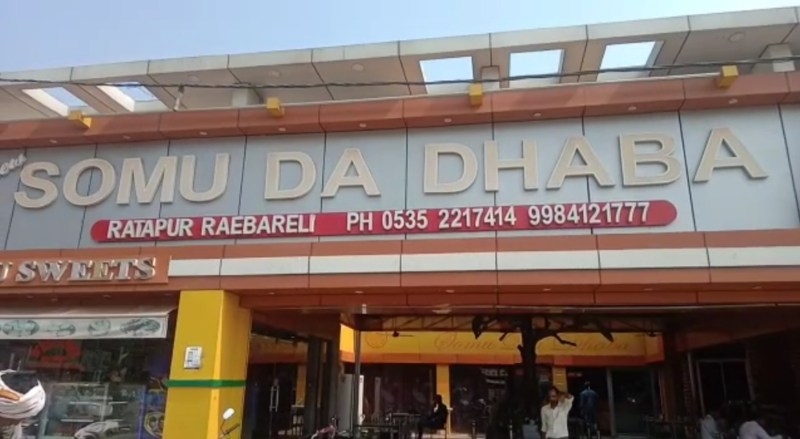 SOMU DA DHABA
RATAPUR RAEBARELI PH 0535 2217414 9984121777
U SWEETS